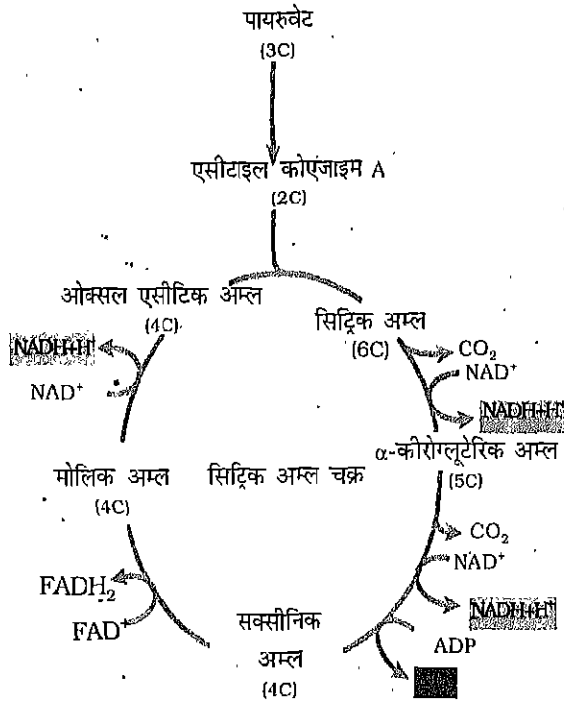 पायरुवेट
(3C)
एसीटाइल कोएंजाइम A
(2C)
ओक्सल एसीटिक अम्ल
(4C)
सिट्रिक अम्ल
(6C)
CO₂
NAD⁺
NADH+H⁺
NADH+H⁺
NAD⁺
α-कीरोग्लूटेरिक अम्ल
(5C)
मोलिक अम्ल
(4C)
सिट्रिक अम्ल चक्र
CO₂
NAD⁺
NADH+H⁺
FADH₂
FAD⁺
सक्सीनिक
अम्ल
(4C)
ADP